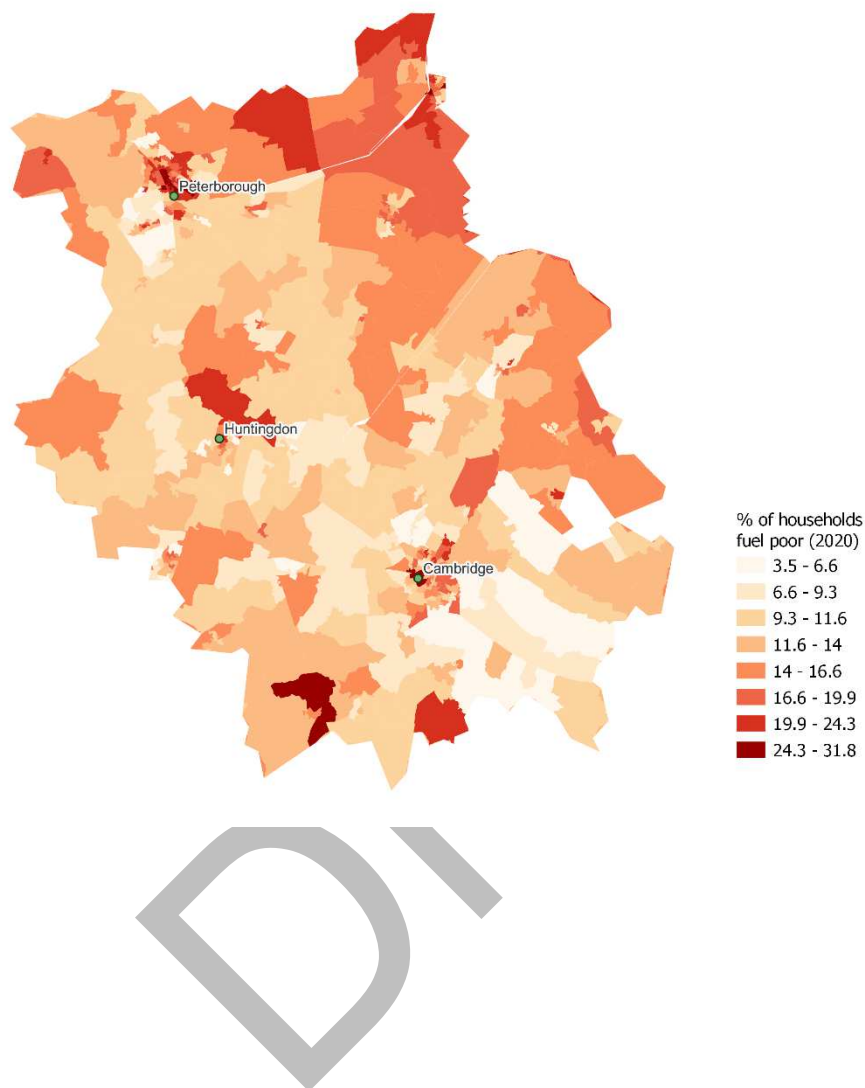 Peterborough
Huntingdon
Cambridge
% of households
fuel poor (2020)
3.5 - 6.6
6.6 - 9.3
9.3 - 11.6
11.6 - 14
14 - 16.6
16.6 - 19.9
19.9 - 24.3
24.3 - 31.8